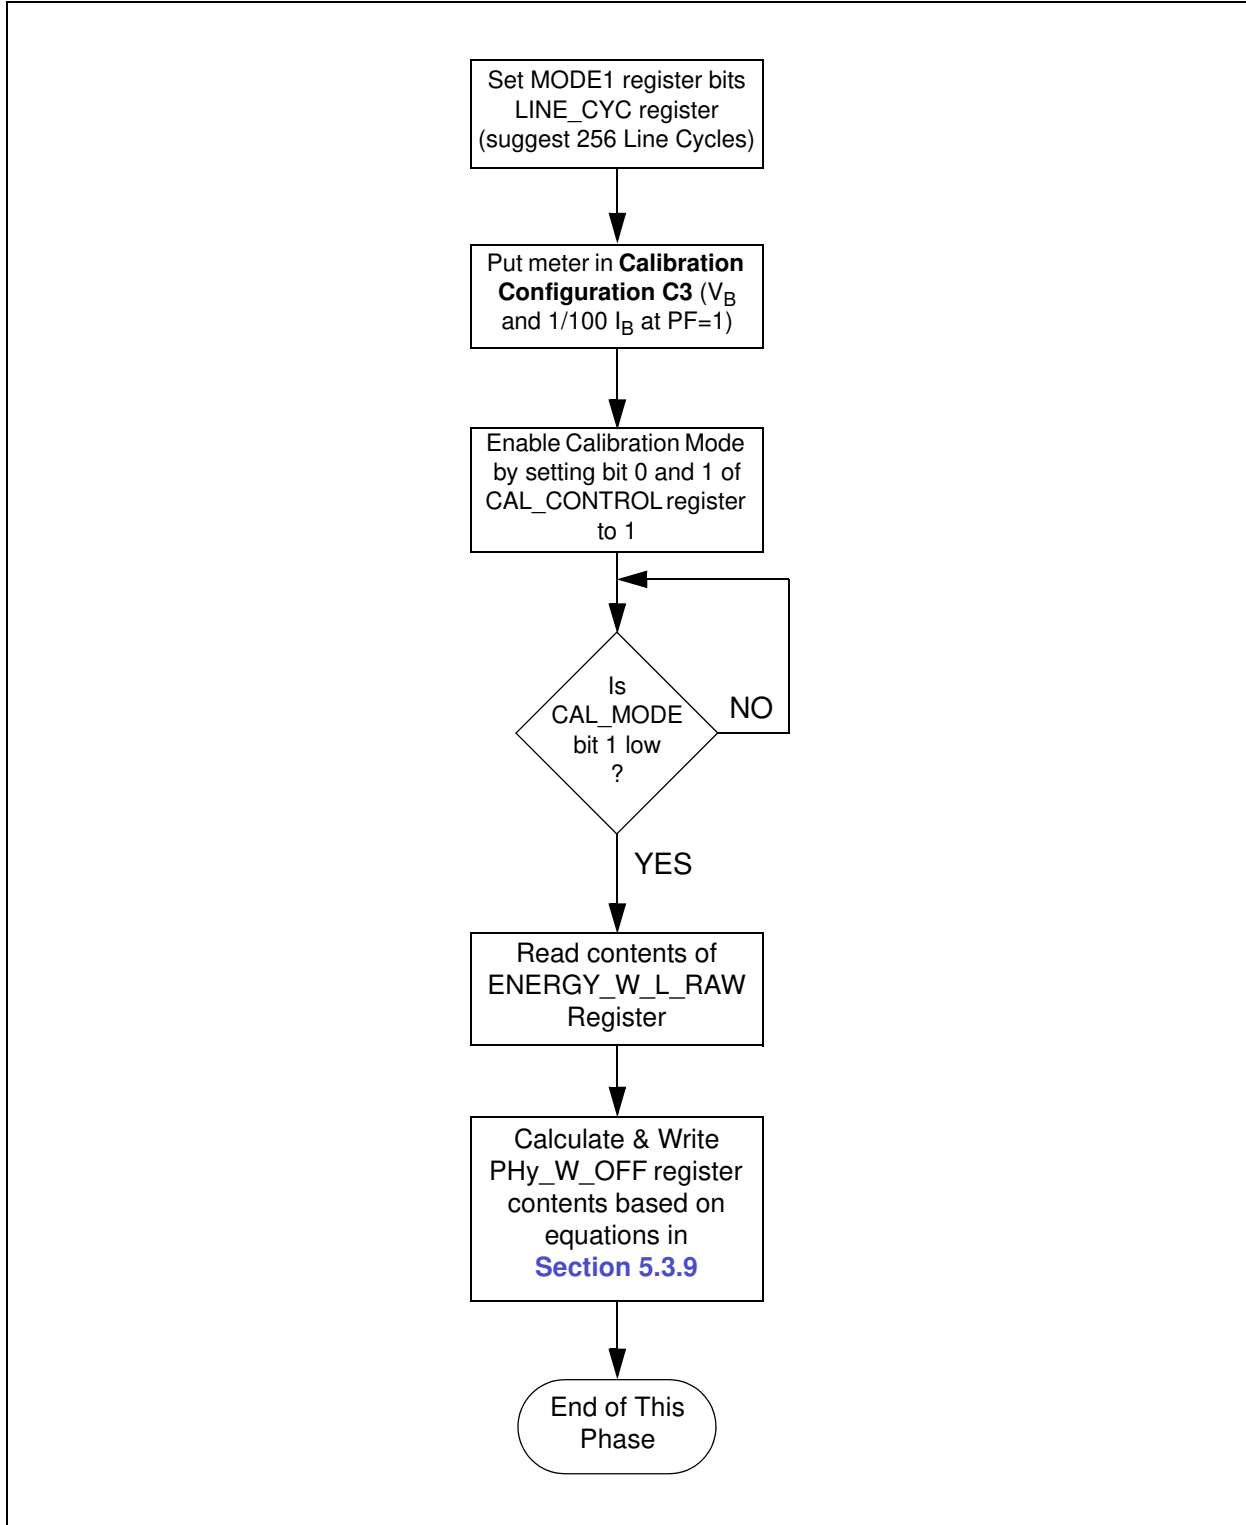 Set MODE1 register bits
LINE_CYC register
(suggest 256 Line Cycles)
Put meter in Calibration
Configuration C3 (VB
and 1/100 IB at PF=1)
Enable Calibration Mode
by setting bit 0 and 1 of
CAL_CONTROL register
to 1
Is
CAL_MODE
bit 1 low
?
NO
YES
Read contents of
ENERGY_W_L_RAW
Register
Calculate & Write
PHy_W_OFF register
contents based on
equations in
Section 5.3.9
End of This
Phase